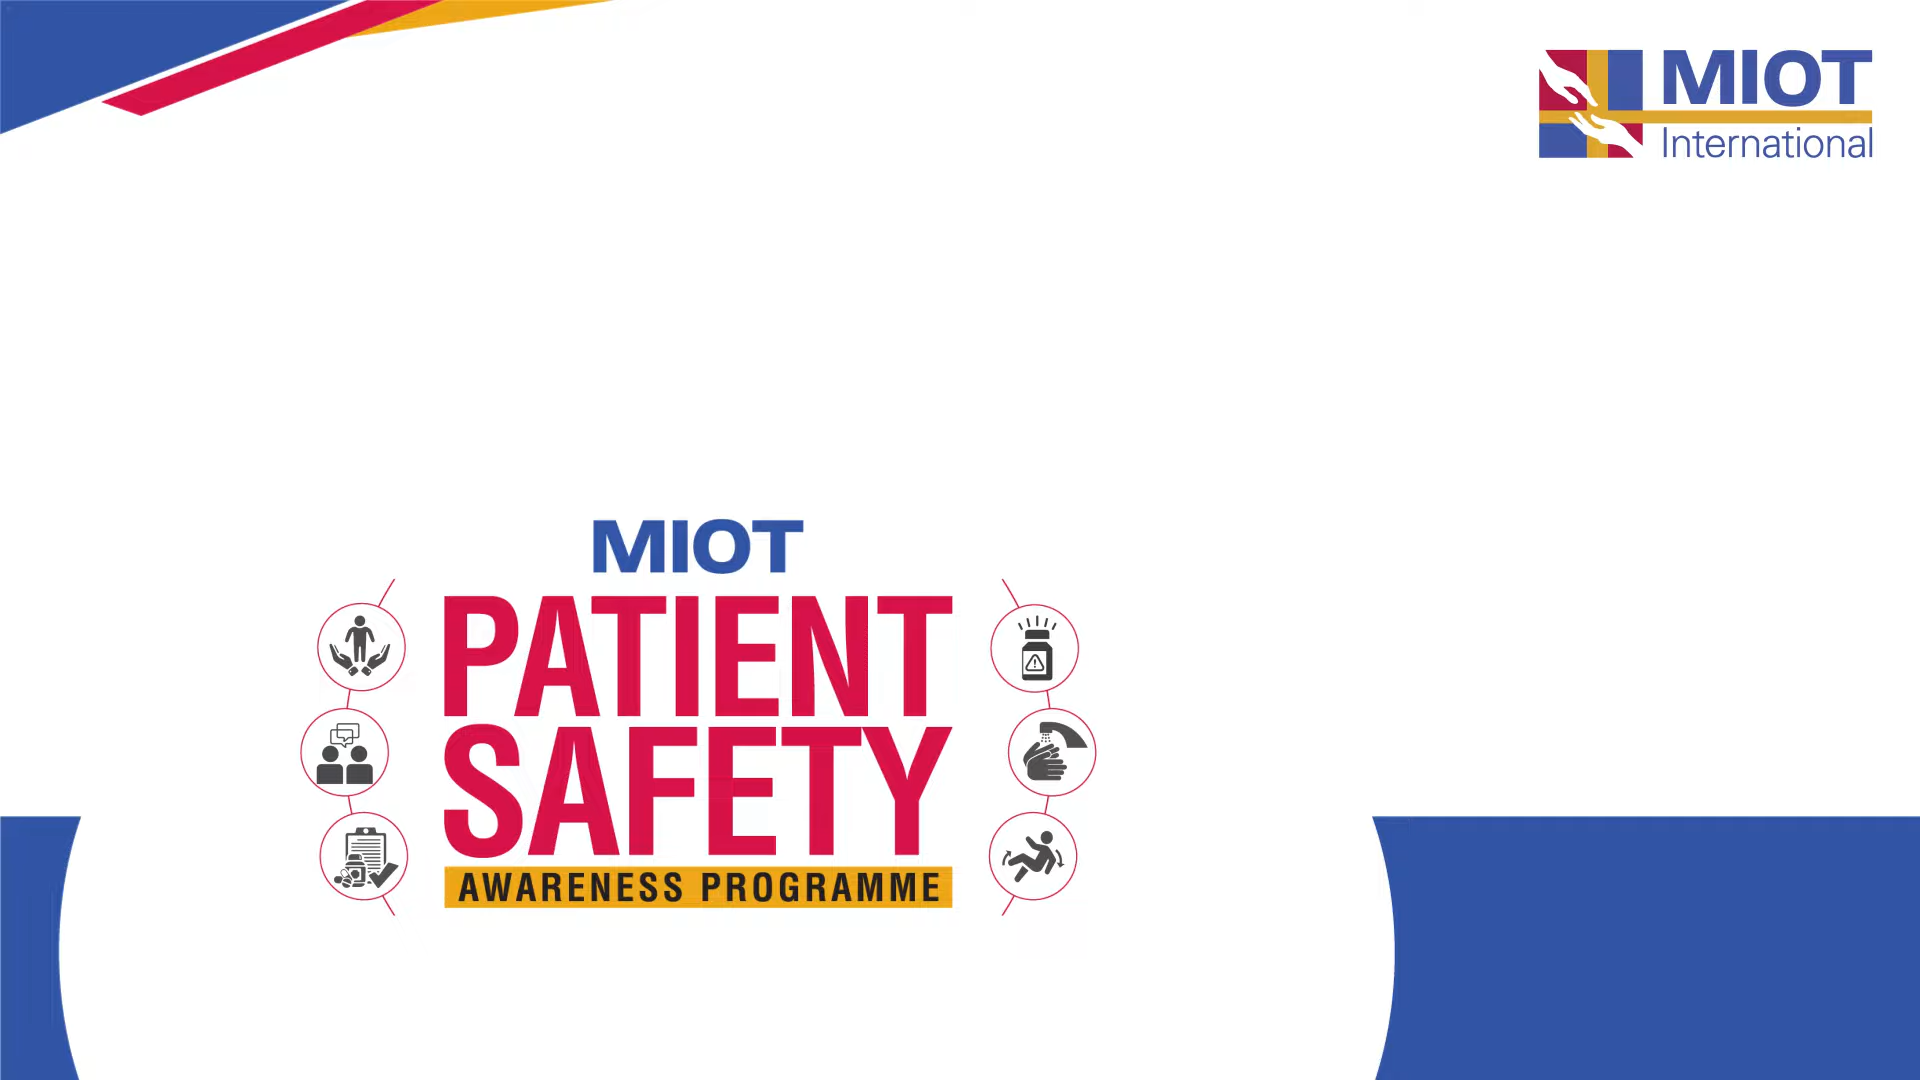 MIOT
International
MIOT
PATIENT
SAFETY
AWARENESS PROGRAMME